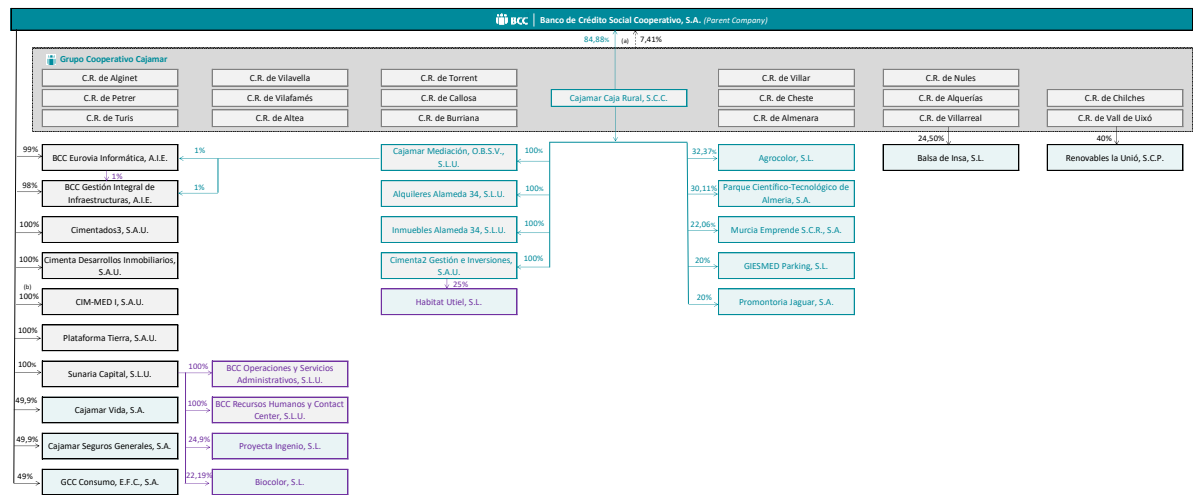 BCC | Banco de Crédito Social Cooperativo, S.A. (Parent Company)
84,88% (a) 7,41%
Grupo Cooperativo Cajamar
C.R. de Alginet
C.R. de Vilavella
C.R. de Torrent
C.R. de Villar
C.R. de Nules
C.R. de Petrer
C.R. de Vilafamés
C.R. de Callosa
Cajamar Caja Rural, S.C.C.
C.R. de Cheste
C.R. de Alquerías
C.R. de Chilches
C.R. de Turis
C.R. de Altea
C.R. de Burriana
C.R. de Almenara
C.R. de Villarreal
C.R. de Vall de Uixó
24,50%
40%
99%
BCC Eurovia Informática, A.I.E.
1%
Cajamar Mediación, O.B.S.V.,
S.L.U.
100%
32,37%
Agrocolor, S.L.
Balsa de Insa, S.L.
Renovables la Unió, S.C.P.
1%
98%
BCC Gestión Integral de
Infraestructuras, A.I.E.
1%
Alquileres Alameda 34, S.L.U.
100%
30,11%
Parque Científico-Tecnológico de
Almeria, S.A.
100%
Cimentados3, S.A.U.
Inmuebles Alameda 34, S.L.U.
100%
22,06%
Murcia Emprende S.C.R., S.A.
100%
Cimenta Desarrollos Inmobiliarios,
S.A.U.
Cimenta2 Gestión e Inversiones,
S.A.U.
100%
20%
GIESMED Parking, S.L.
25%
(b)
100%
CIM-MED I, S.A.U.
Habitat Utiel, S.L.
20%
Promontoria Jaguar, S.A.
100%
Plataforma Tierra, S.A.U.
100%
Sunaria Capital, S.L.U.
100%
BCC Operaciones y Servicios
Administrativos, S.L.U.
49,9%
Cajamar Vida, S.A.
100%
BCC Recursos Humanos y Contact
Center, S.L.U.
49,9%
Cajamar Seguros Generales, S.A.
24,9%
Proyecta Ingenio, S.L.
49%
GCC Consumo, E.F.C., S.A.
22,19%
Biocolor, S.L.